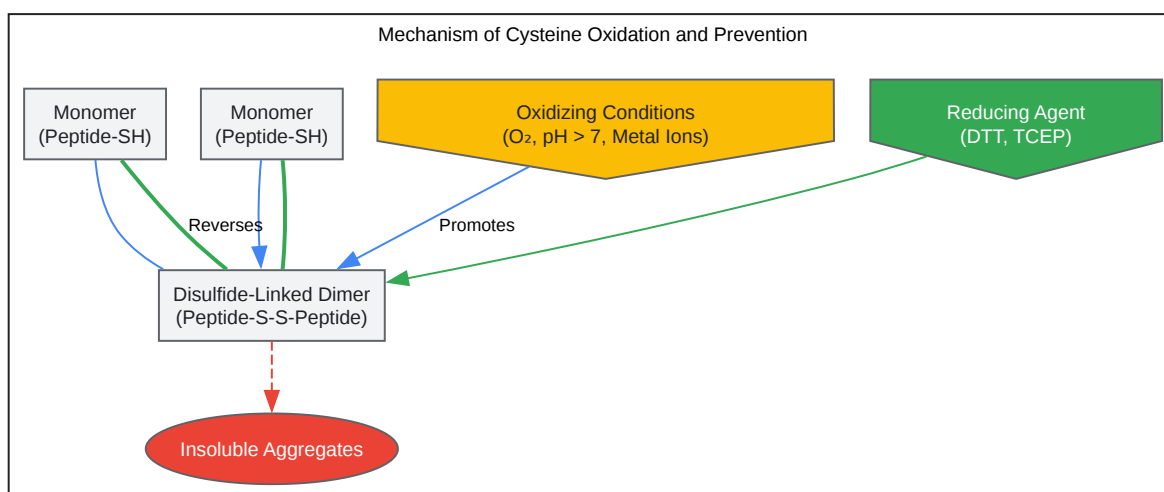 Mechanism of Cysteine Oxidation and Prevention
Monomer
(Peptide-SH)
Monomer
(Peptide-SH)
Oxidizing Conditions
(O₂, pH > 7, Metal Ions)
Reducing Agent
(DTT, TCEP)
Reverses
Promotes
Disulfide-Linked Dimer
(Peptide-S-S-Peptide)
Insoluble Aggregates